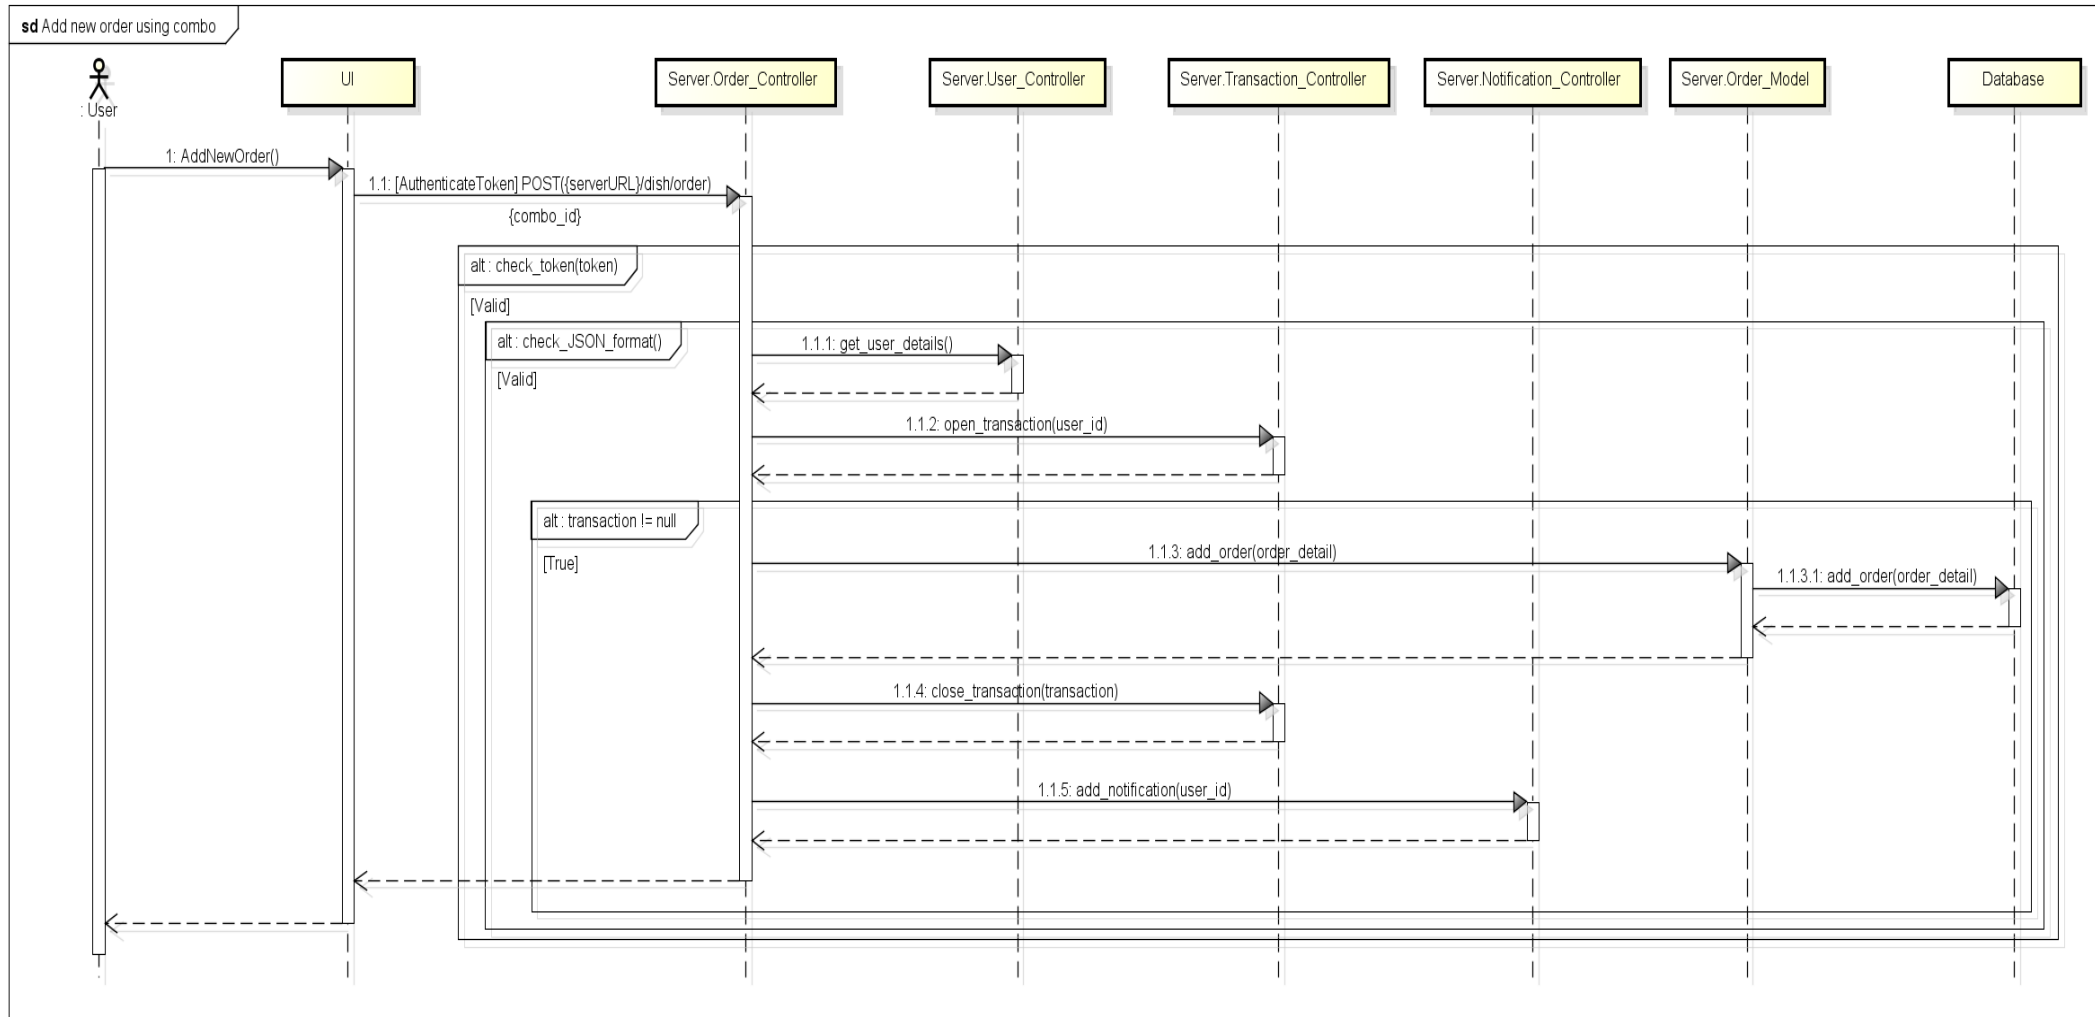 sd Add new order using combo
: User
UI
Server.Order_Controller
Server.User_Controller
Server.Transaction_Controller
Server.Notification_Controller
Server.Order_Model
Database
1: AddNewOrder()
1.1: [AuthenticateToken] POST({serverURL}/dish/order)
{combo_id}
alt : check_token(token)
[Valid]
alt : check_JSON_format()
[Valid]
1.1.1: get_user_details()
1.1.2: open_transaction(user_id)
alt : transaction != null
[True]
1.1.3: add_order(order_detail)
1.1.3.1: add_order(order_detail)
1.1.4: close_transaction(transaction)
1.1.5: add_notification(user_id)